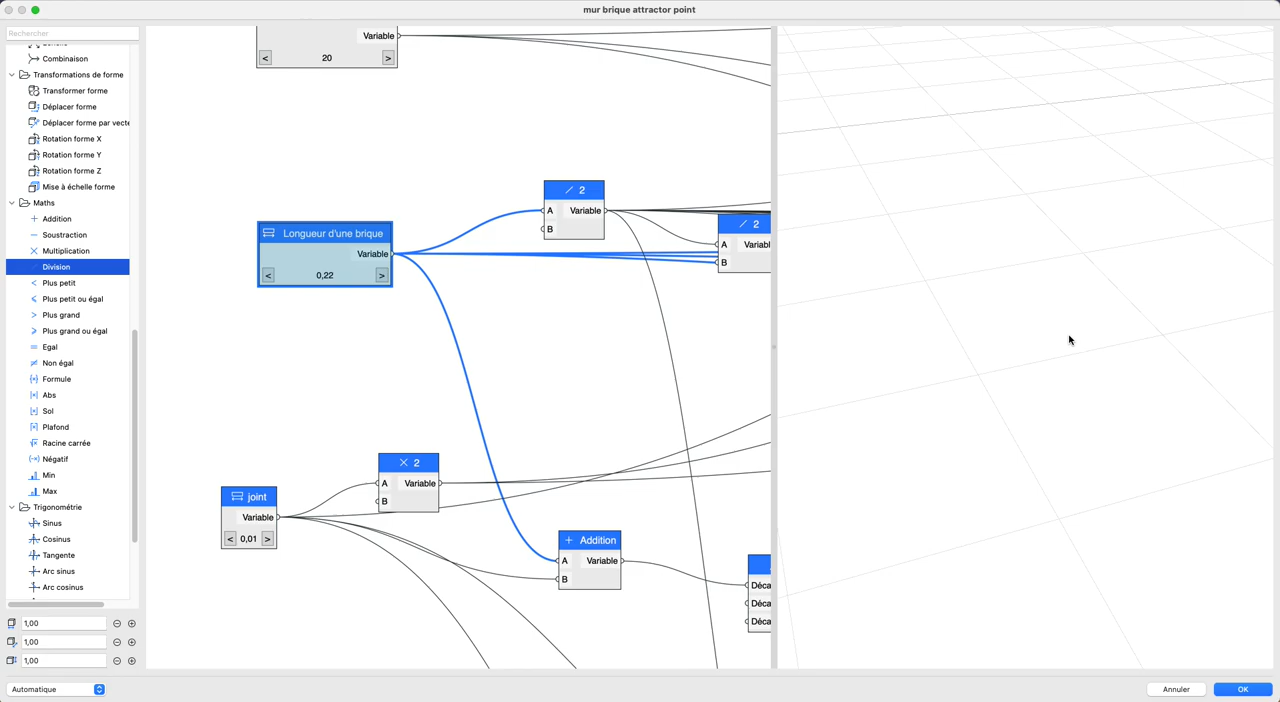 mur brique attractor point
Rechercher
Combinaison
Transformations de forme
Transformer forme
Déplacer forme
Déplacer forme par vecte
Rotation forme X
Rotation forme Y
Rotation forme Z
Mise à échelle forme
Maths
Addition
Soustraction
Multiplication
Division
Plus petit
Plus petit ou égal
Plus grand
Plus grand ou égal
Egal
Non égal
Formule
Abs
Sol
Plafond
Racine carrée
Négatif
Min
Max
Trigonométrie
Sinus
Cosinus
Tangente
Arc sinus
Arc cosinus
1,00
1,00
1,00
Automatique
Variable
< 20 >
Longueur d'une brique
Variable
< 0,22 >
/ 2
A Variable
B
/ 2
A Variabl
B
× 2
A Variable
B
joint
Variable
< 0,01 >
+ Addition
A Variable
B
Déca
Déca
Déca
Annuler
OK